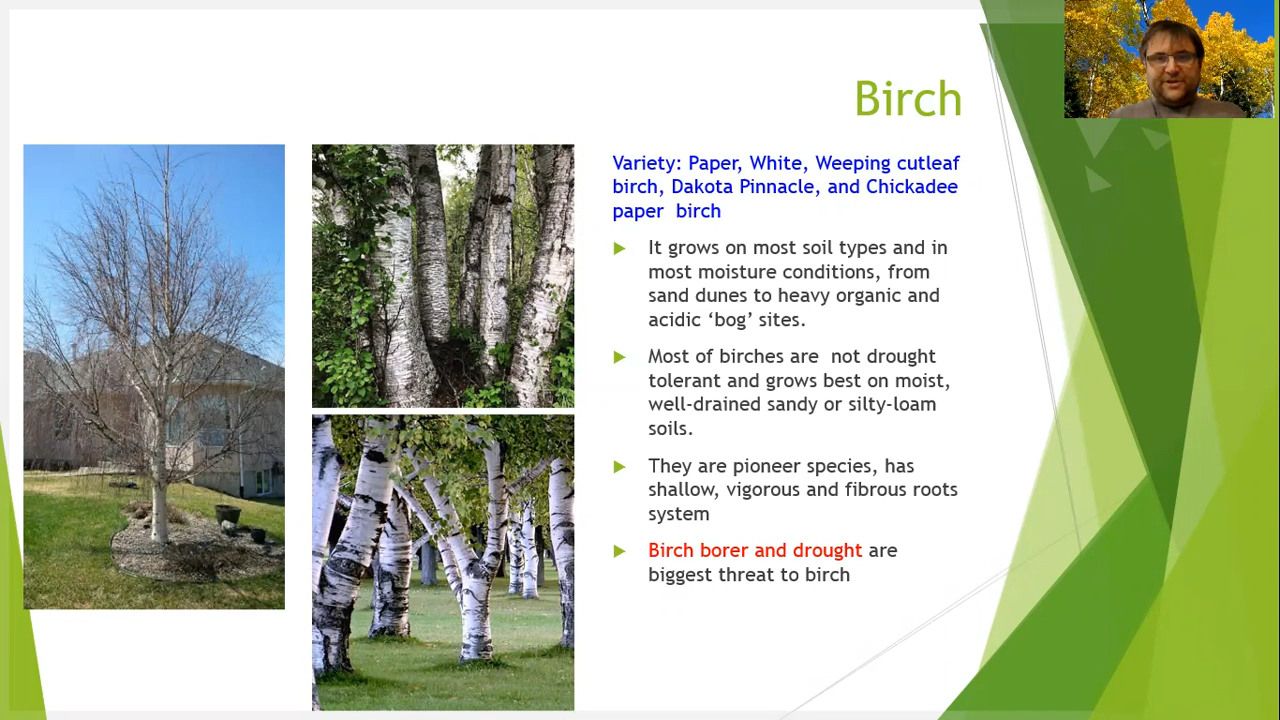 Birch
Variety: Paper, White, Weeping cutleaf
birch, Dakota Pinnacle, and Chickadee
paper  birch
It grows on most soil types and in
most moisture conditions, from
sand dunes to heavy organic and
acidic ‘bog’ sites.
Most of birches are  not drought
tolerant and grows best on moist,
well-drained sandy or silty-loam
soils.
They are pioneer species, has
shallow, vigorous and fibrous roots
system
Birch borer and drought are
biggest threat to birch